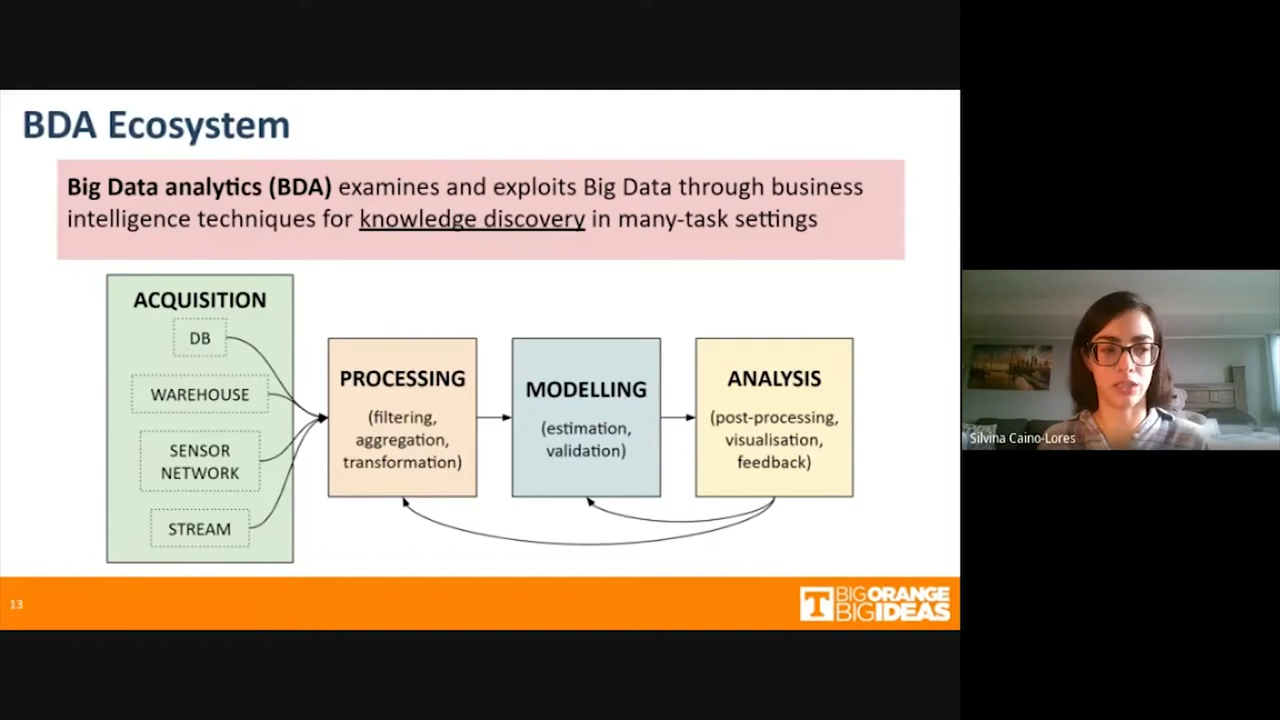 BDA Ecosystem
Big Data analytics (BDA) examines and exploits Big Data through business
intelligence techniques for knowledge discovery in many-task settings
ACQUISITION
DB
WAREHOUSE
SENSOR
NETWORK
STREAM
PROCESSING
(filtering,
aggregation,
transformation)
MODELLING
(estimation,
validation)
ANALYSIS
(post-processing,
visualisation,
feedback)
13
T
BIG ORANGE
BIG IDEAS
Silvina Caino-Lores